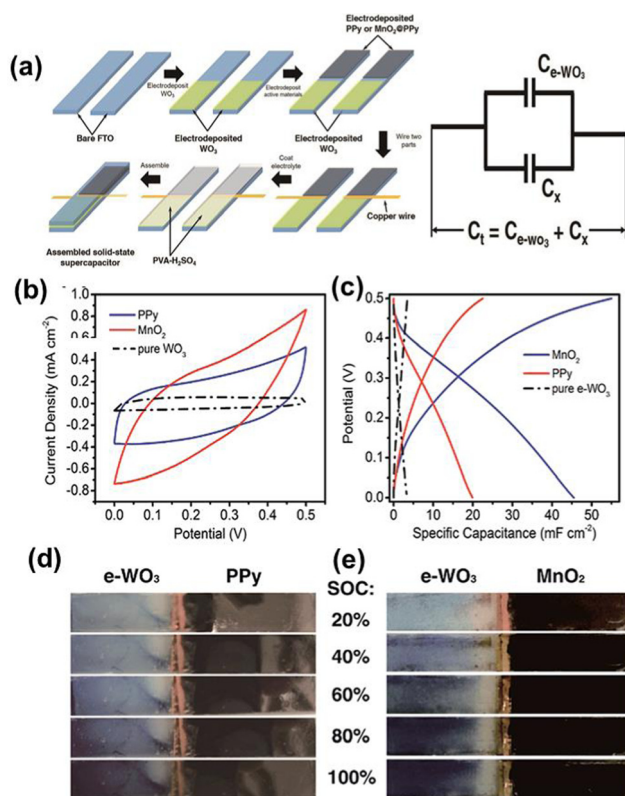 (a)
Electrodeposited
PPy or MnO2@PPy
Electrodeposit
WO3
Electrodeposit
active materials
Bare FTO
Electrodeposited
WO3
Electrodeposited
WO3
Wire two
parts
Assemble
Coat
electrolyte
Copper wire
Assembled solid-state
supercapacitor
PVA-H2SO4
Ce-WO3
Cx
Ct = Ce-WO3 + Cx
(b)
1.0
0.8
0.6
0.4
0.2
0.0
-0.2
-0.4
-0.6
-0.8
Current Density (mA cm-2)
PPy
MnO2
pure WO3
0.0 0.1 0.2 0.3 0.4 0.5
Potential (V)
(c)
0.5
0.4
0.3
0.2
0.1
0.0
Potential (V)
MnO2
PPy
pure e-WO3
0 10 20 30 40 50
Specific Capacitance (mF cm-2)
(d)
e-WO3 PPy
SOC:
20%
40%
60%
80%
100%
(e)
e-WO3 MnO2